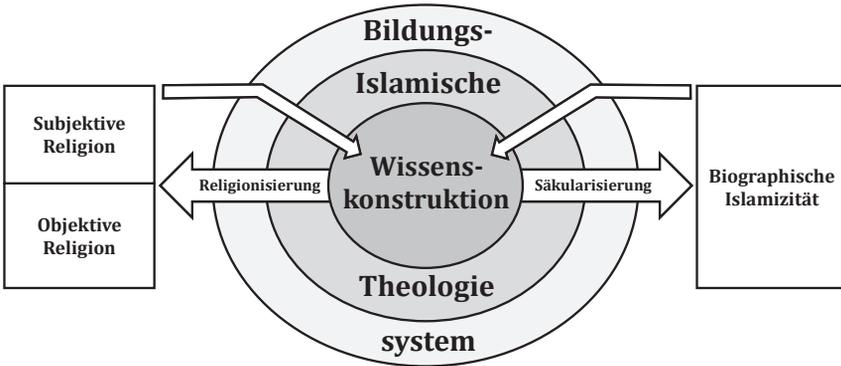 Bildungs-
Islamische
Subjektive
Religion
Objektive
Religion
Religionisierung
Wissens-
konstruktion
Säkularisierung
Biographische
Islamizität
Theologie
system